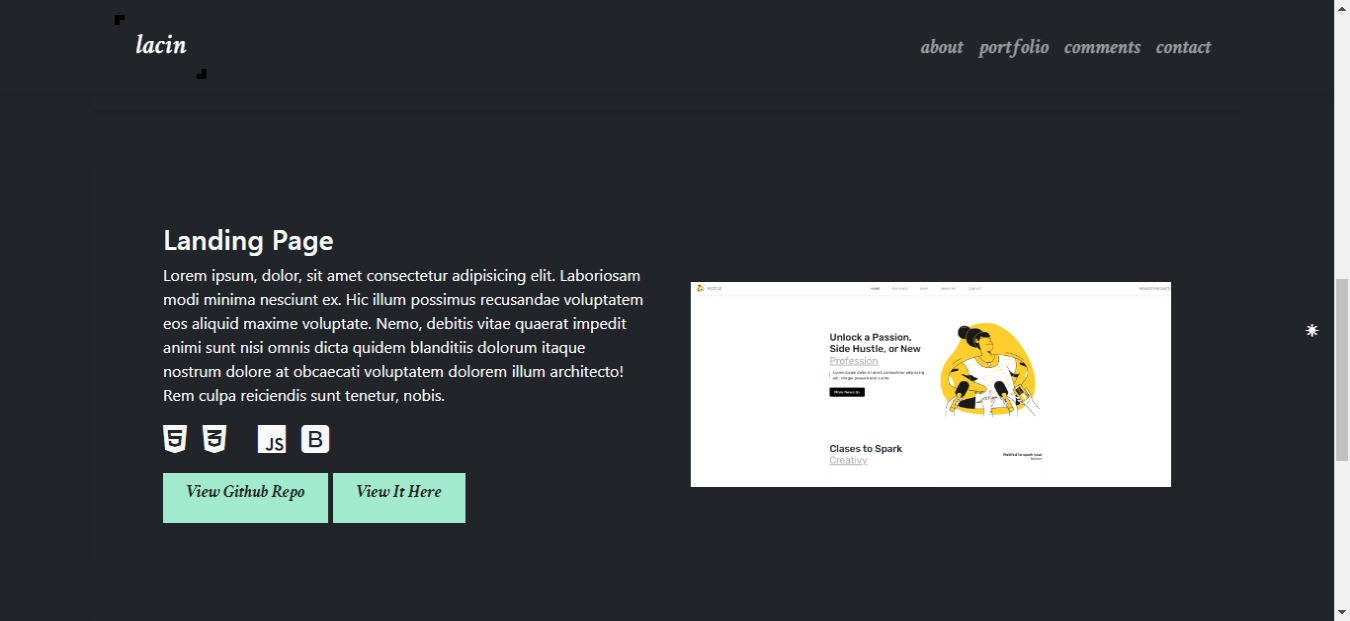 lacin
about portfolio comments contact
Landing Page
Lorem ipsum, dolor, sit amet consectetur adipisicing elit. Laboriosam
modi minima nesciunt ex. Hic illum possimus recusandae voluptatem
eos aliquid maxime voluptate. Nemo, debitis vitae quaerat impedit
animi sunt nisi omnis dicta quidem blanditiis dolorum itaque
nostrum dolore at obcaecati voluptatem dolorem illum architecto!
Rem culpa reiciendis sunt tenetur, nobis.
5 3 JS B
View Github Repo View It Here
HOME
CONTACT
Unlock a Passion,
Side Hustle, or New
Profession
Clases to Spark
Creativy